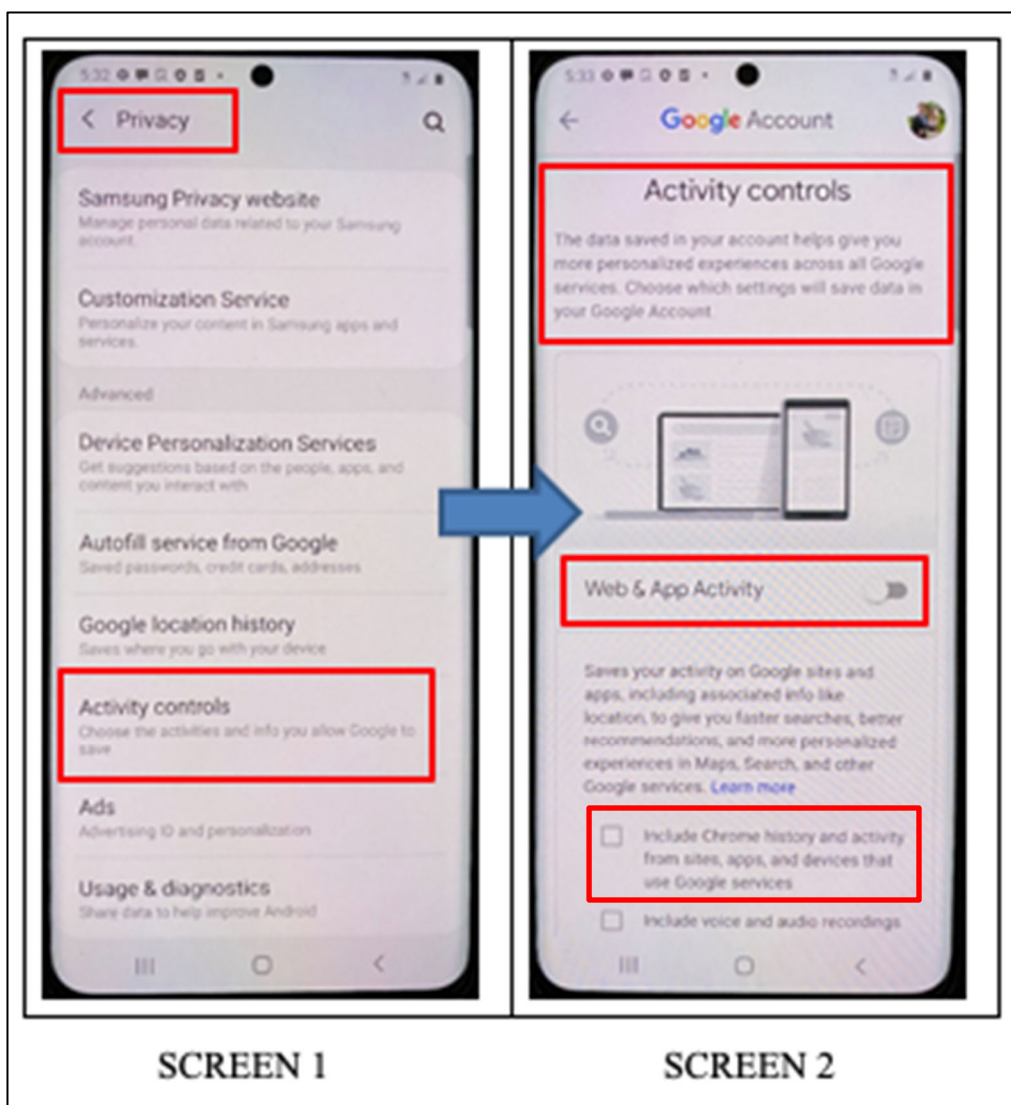 5:32
Privacy
Samsung Privacy website
Manage personal data related to your Samsung
account.
Customization Service
Personalize your content in Samsung apps and
services.
Advanced
Device Personalization Services
Get suggestions based on the people, apps, and
content you interact with
Autofill service from Google
Saved passwords, credit cards, addresses
Google location history
Saves where you go with your device
Activity controls
Choose the activities and info you allow Google to
save
Ads
Advertising ID and personalization
Usage & diagnostics
Share data to help improve Android
SCREEN 1
5:33
Google Account
Activity controls
The data saved in your account helps give you
more personalized experiences across all Google
services. Choose which settings will save data in
your Google Account.
Web & App Activity
Saves your activity on Google sites and
apps, including associated info like
location, to give you faster searches, better
recommendations, and more personalized
experiences in Maps, Search, and other
Google services. Learn more
Include Chrome history and activity
from sites, apps, and devices that
use Google services
Include voice and audio recordings
SCREEN 2